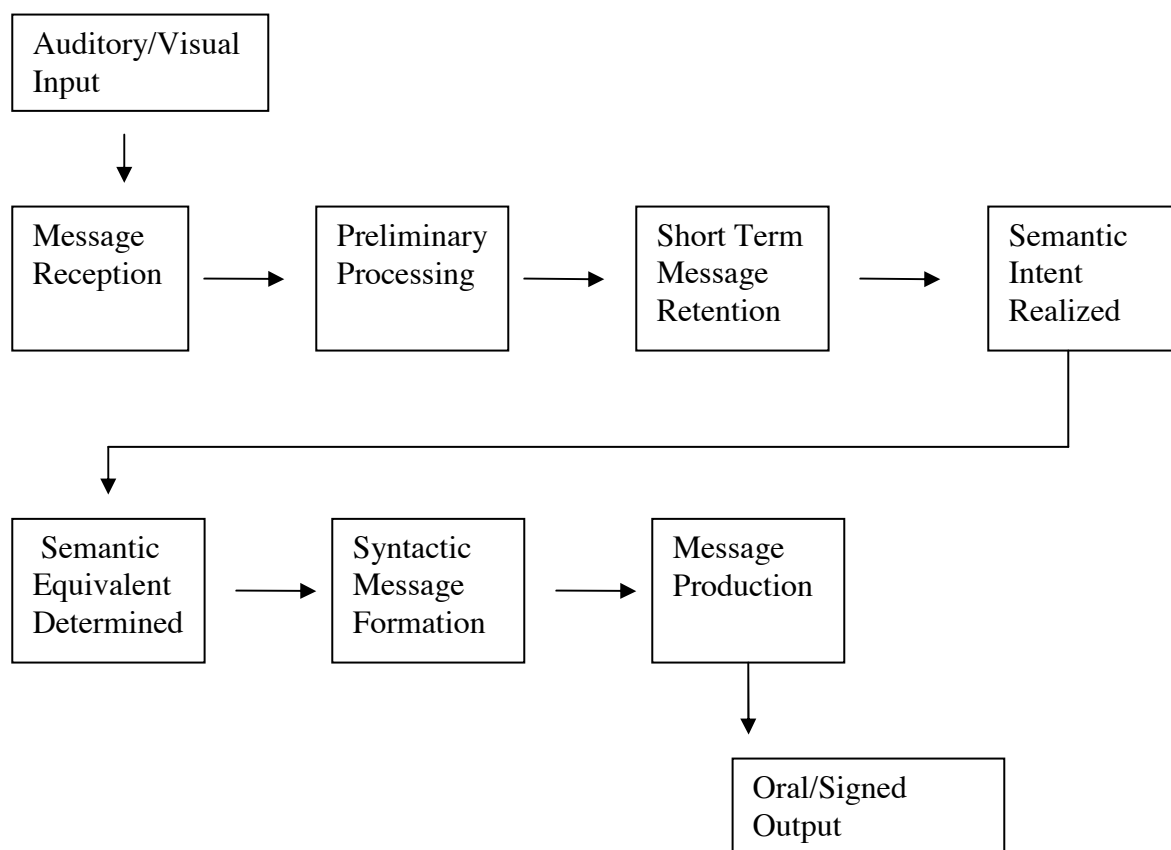 Auditory/Visual
Input
Message
Reception
Preliminary
Processing
Short Term
Message
Retention
Semantic
Intent
Realized
Semantic
Equivalent
Determined
Syntactic
Message
Formation
Message
Production
Oral/Signed
Output